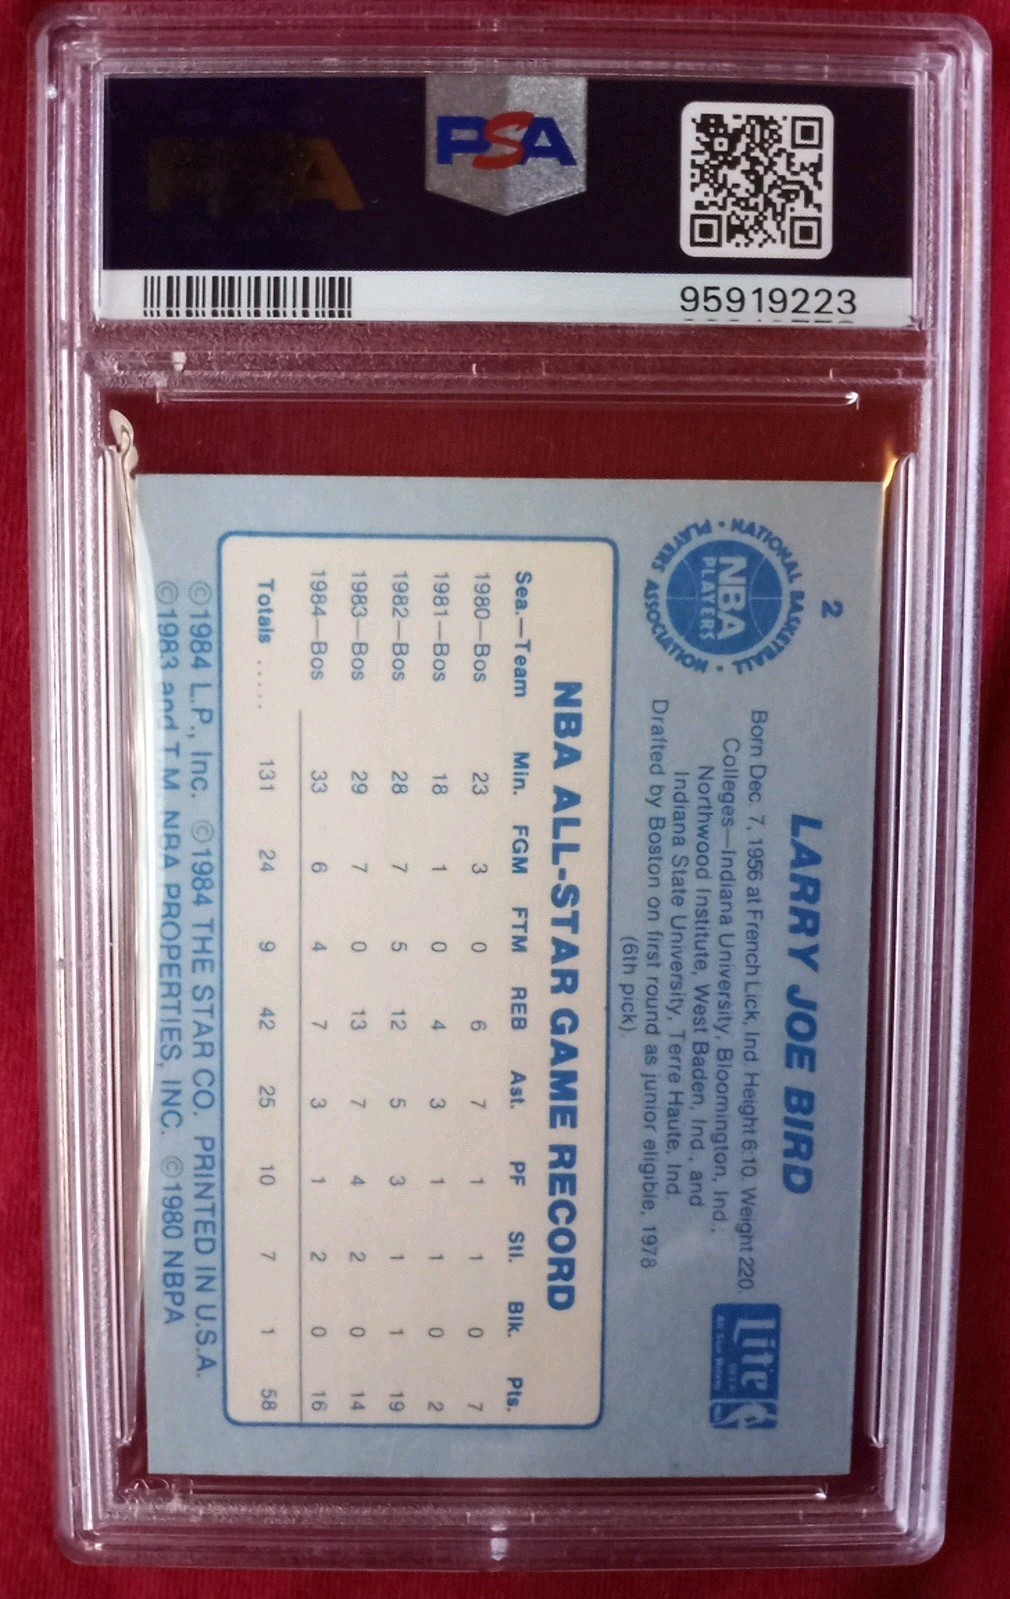 PSA
95919223
2
NATIONAL BASKETBALL PLAYERS ASSOCIATION
NBA
PLAYERS
LARRY JOE BIRD
Born Dec. 7, 1956 at French Lick, Ind. Height 6:10. Weight 220.
Colleges—Indiana University, Bloomington, Ind.,
Northwood Institute, West Baden, Ind., and
Indiana State University, Terre Haute, Ind.
Drafted by Boston on first round as junior eligible, 1978
(6th pick).
Lite
All Star Voting
NBA ALL-STAR GAME RECORD
Sea.—Team Min. FGM FTM REB Ast. PF Stl. Blk. Pts.
1980—Bos 23 3 0 6 7 1 1 0 7
1981—Bos 18 1 0 4 3 1 1 0 2
1982—Bos 28 7 5 12 5 3 1 1 19
1983—Bos 29 7 0 13 7 4 2 0 14
1984—Bos 33 6 4 7 3 1 2 0 16
Totals ..... 131 24 9 42 25 10 7 1 58
©1984 L.P., Inc. ©1984 THE STAR CO. PRINTED IN U.S.A.
©1983 and T.M. NBA PROPERTIES, INC. ©1980 NBPA